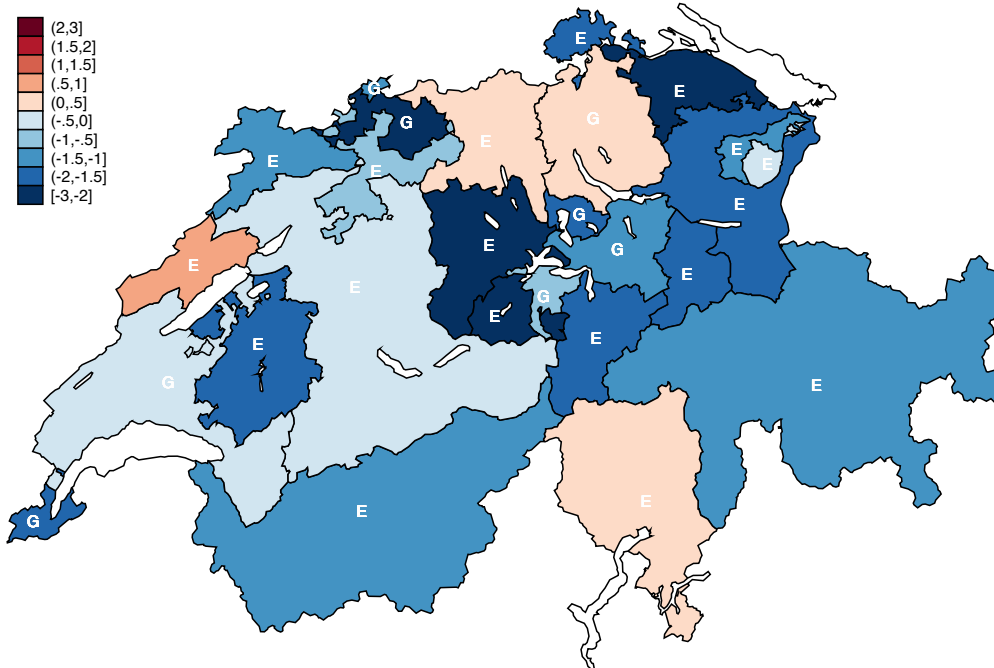 (2,3]
(1.5,2]
(1,1.5]
(.5,1]
(0,.5]
(-.5,0]
(-1,-.5]
(-1.5,-1]
(-2,-1.5]
[-3,-2]
E
G
E
G
G
E
E
E
E
E
E
G
E
G
E
E
E
G
E
E
E
G
E
G
E
E
G